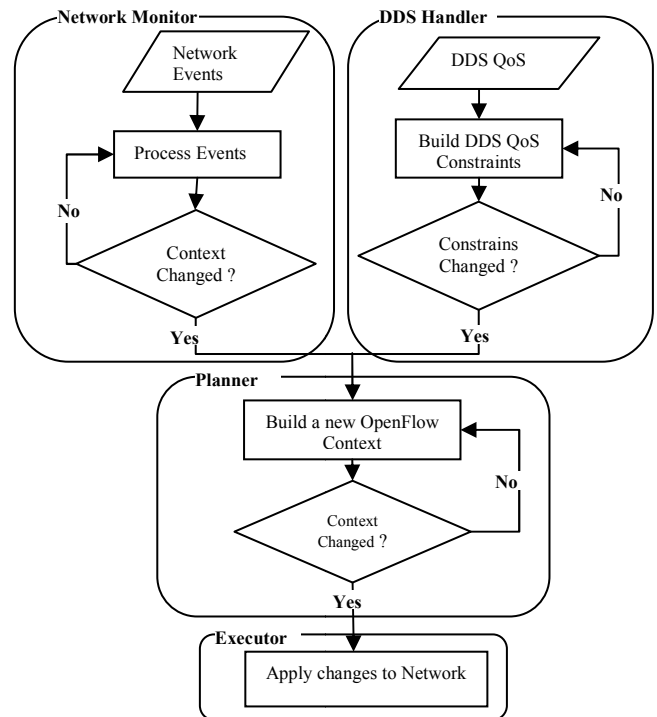 Network Monitor
Network
Events
Process Events
No
Context
Changed ?
Yes
DDS Handler
DDS QoS
Build DDS QoS
Constraints
No
Constrains
Changed ?
Yes
Planner
Build a new OpenFlow
Context
No
Context
Changed ?
Yes
Executor
Apply changes to Network